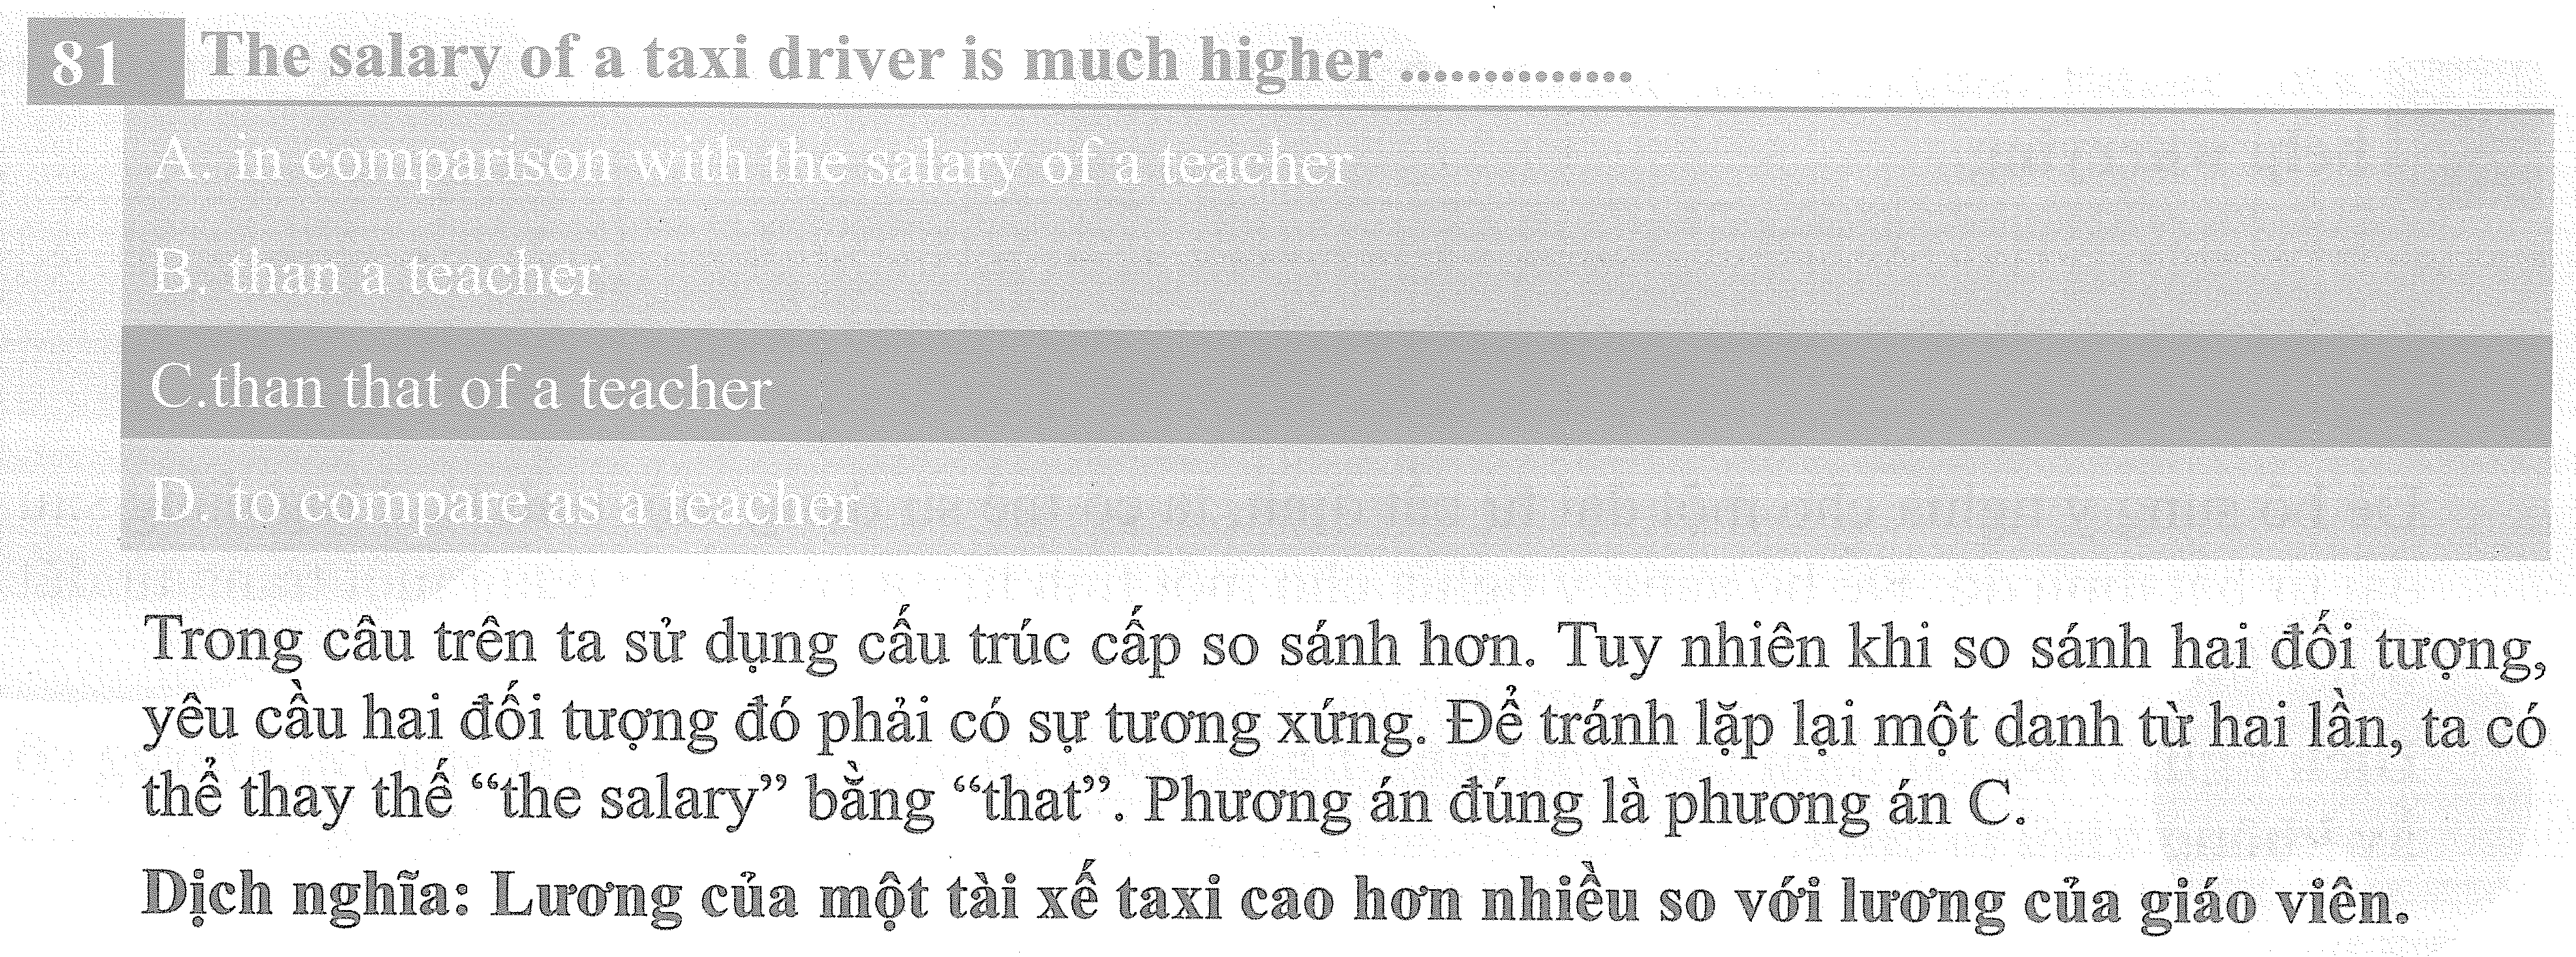 81 The salary of a taxi driver is much higher ..............
A. in comparison with the salary of a teacher
B. than a teacher
C.than that of a teacher
D. to compare as a teacher
Trong câu trên ta sử dụng cấu trúc cấp so sánh hơn. Tuy nhiên khi so sánh hai đối tượng,
yêu cầu hai đối tượng đó phải có sự tương xứng. Để tránh lặp lại một danh từ hai lần, ta có
thể thay thế “the salary” bằng “that”. Phương án đúng là phương án C.
Dịch nghĩa: Lương của một tài xế taxi cao hơn nhiều so với lương của giáo viên.